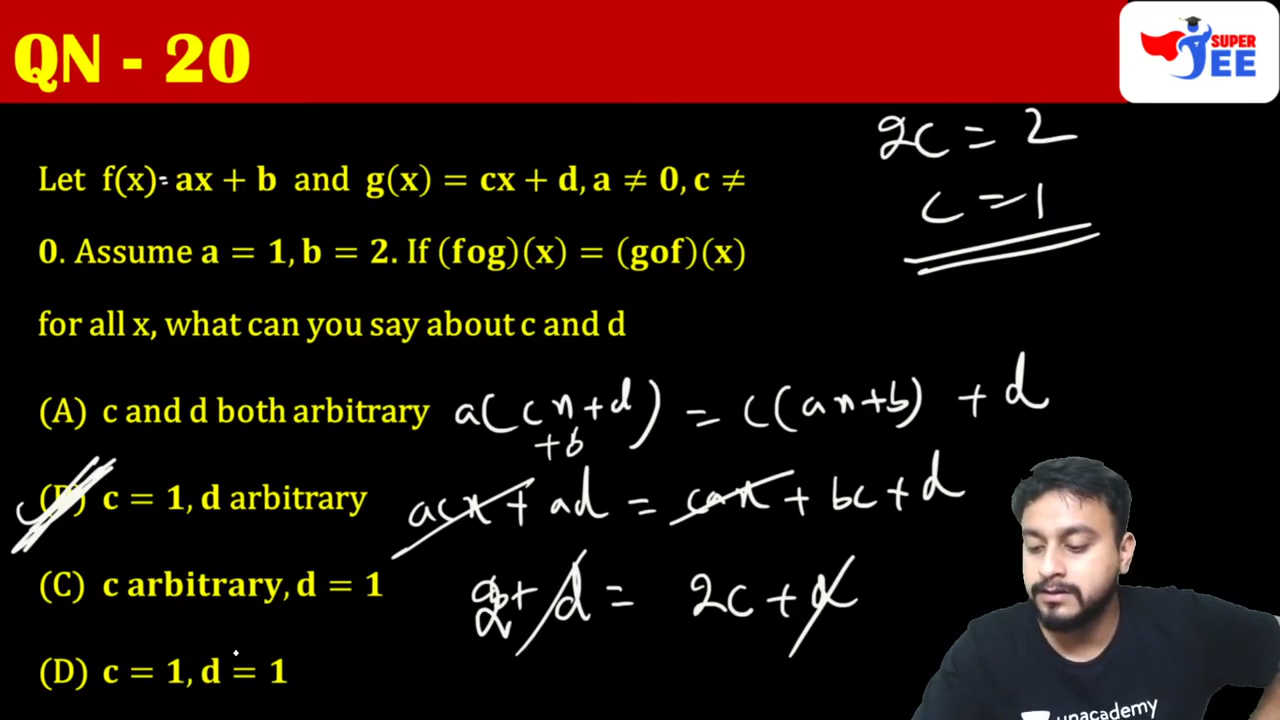 QN - 20
SUPER
JEE
2c = 2
c = 1
Let f(x)= ax + b and g(x) = cx + d, a ≠ 0, c ≠
0. Assume a = 1, b = 2. If (fog)(x) = (gof)(x)
for all x, what can you say about c and d
(A) c and d both arbitrary
a(cx+d) = c(ax+b) + d
+b
(B) c = 1, d arbitrary
acx + ad = cax + bc + d
(C) c arbitrary, d = 1
2 + d = 2c + d
(D) c = 1, d = 1
unacademy